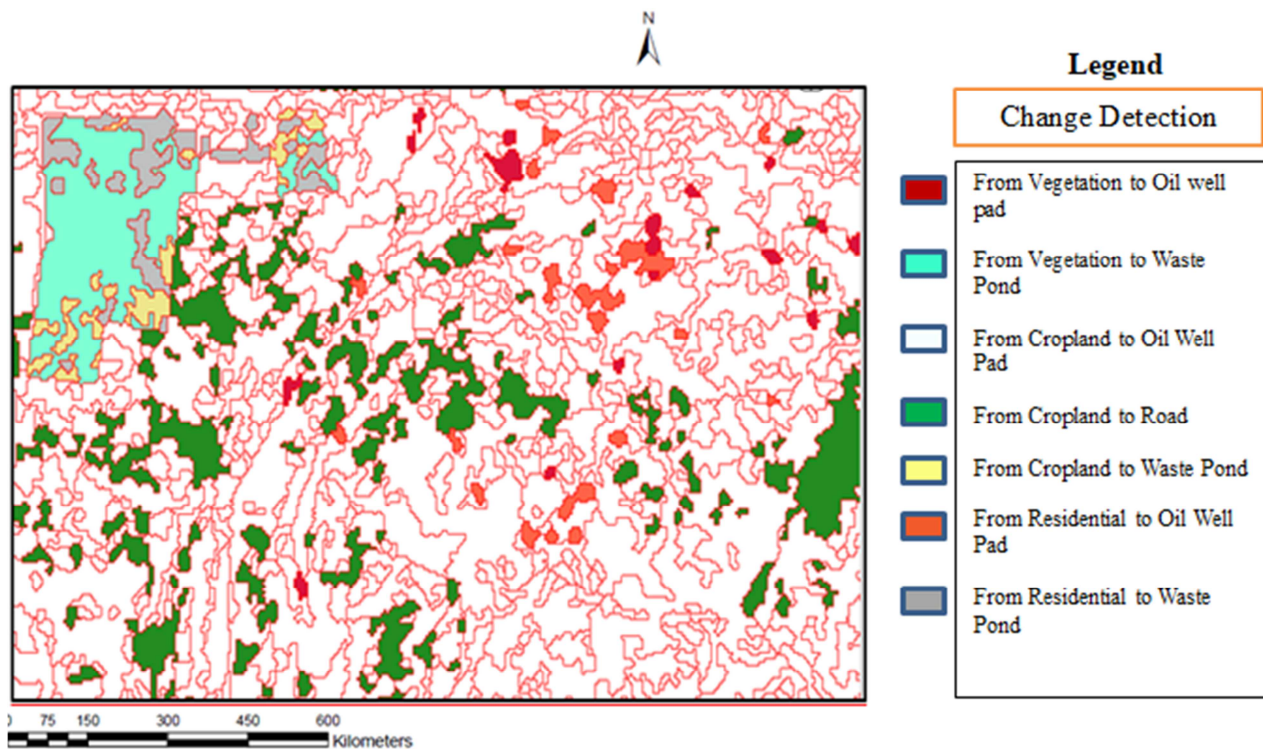 N
Legend
Change Detection
From Vegetation to Oil well
pad
From Vegetation to Waste
Pond
From Cropland to Oil Well
Pad
From Cropland to Road
From Cropland to Waste Pond
From Residential to Oil Well
Pad
From Residential to Waste
Pond
0 75 150 300 450 600
Kilometers